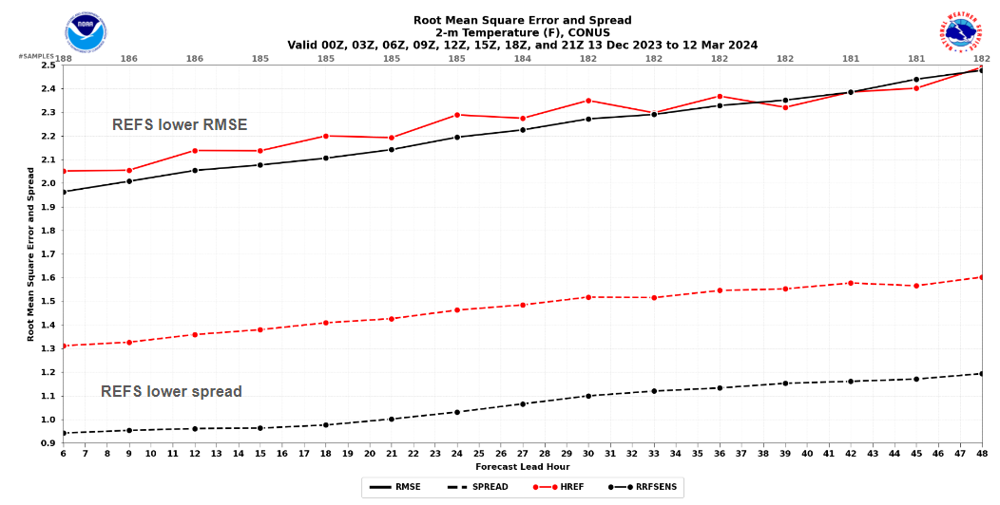 Root Mean Square Error and Spread
2-m Temperature (F), CONUS
Valid 00Z, 03Z, 06Z, 09Z, 12Z, 15Z, 18Z, and 21Z 13 Dec 2023 to 12 Mar 2024
NOAA
NATIONAL WEATHER SERVICE
#SAMPLES 188 186 186 185 185 185 185 184 182 182 182 182 181 181 182
2.5
2.4
2.3
2.2
2.1
2.0
1.9
1.8
1.7
1.6
1.5
1.4
1.3
1.2
1.1
1.0
0.9
Root Mean Square Error and Spread
REFS lower RMSE
REFS lower spread
6 7 8 9 10 11 12 13 14 15 16 17 18 19 20 21 22 23 24 25 26 27 28 29 30 31 32 33 34 35 36 37 38 39 40 41 42 43 44 45 46 47 48
Forecast Lead Hour
RMSE SPREAD HREF RRFSENS